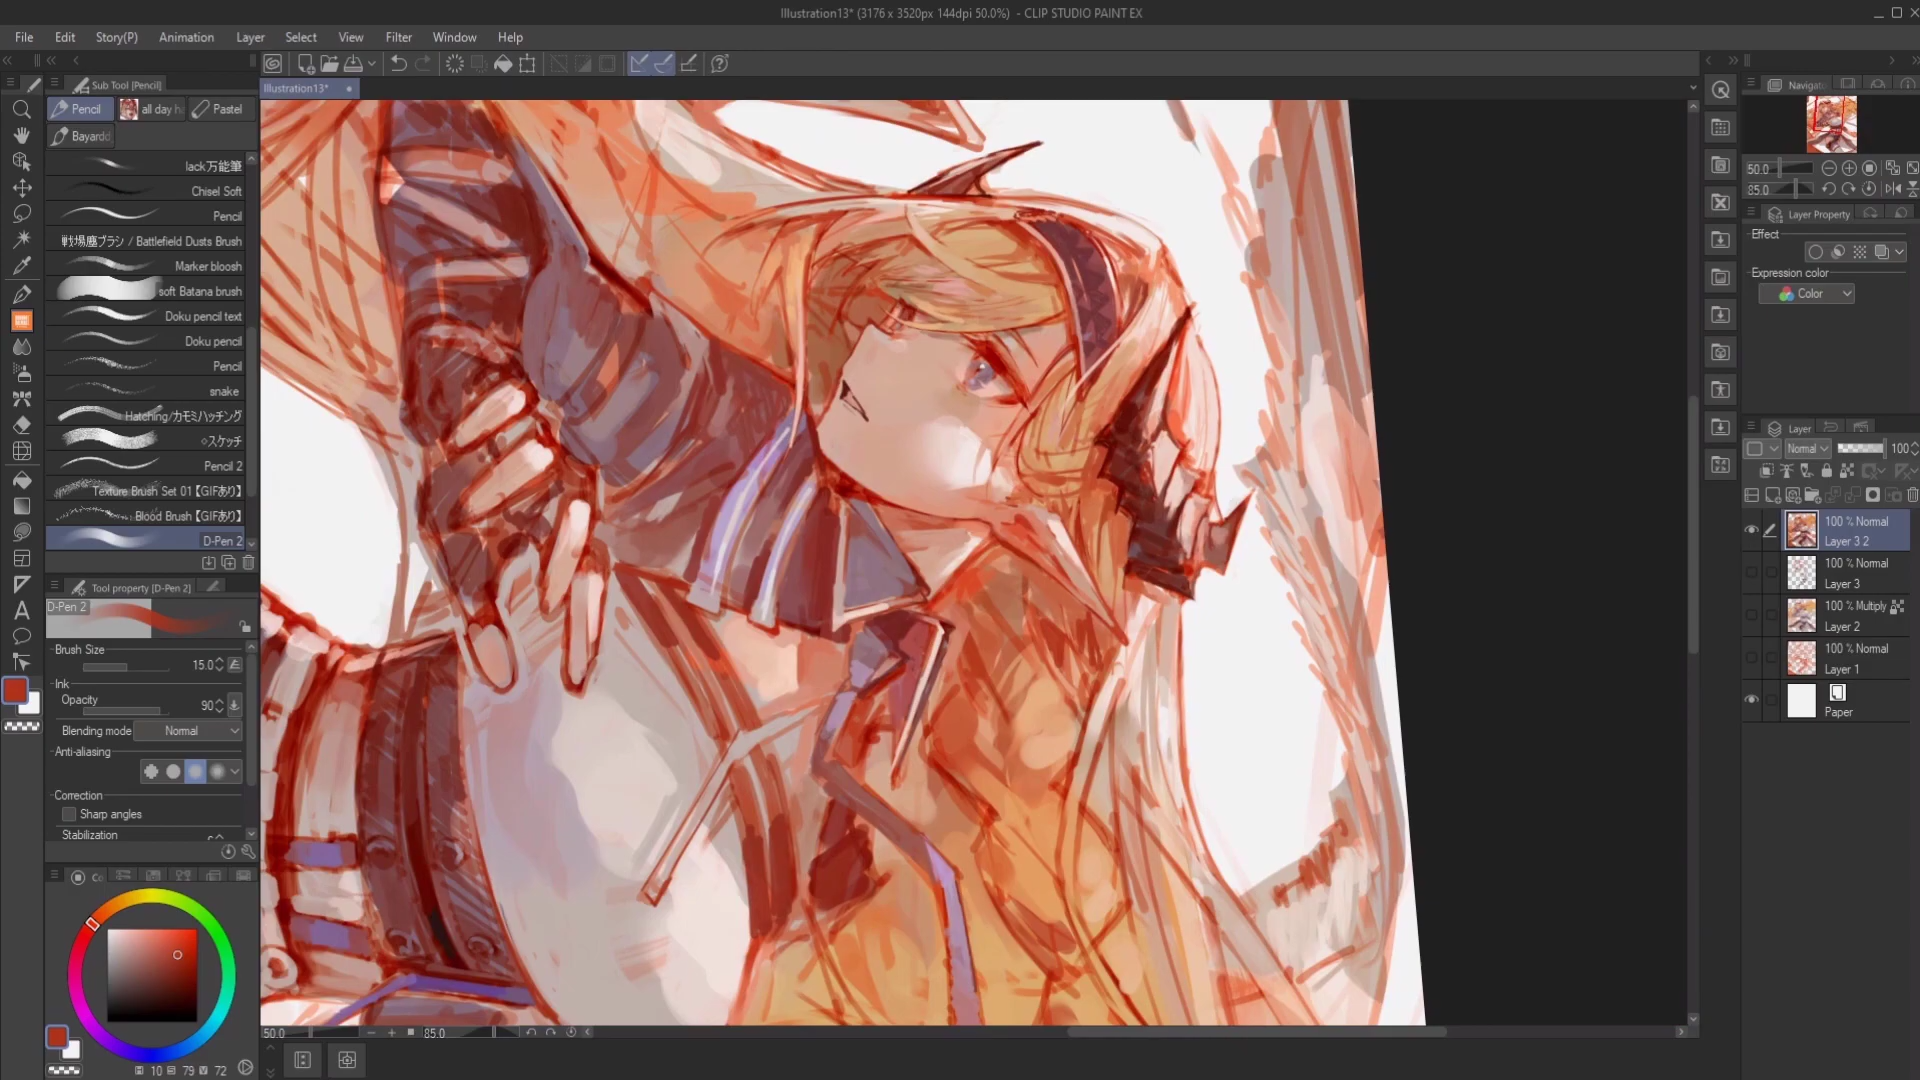 Illustration13* (3176 x 3520px 144dpi 50.0%)  - CLIP STUDIO PAINT EX
File Edit Story(P) Animation Layer Select View Filter Window Help
Sub Tool [Pencil]
Illustration13*
Navigat
Pencil
all day h
Pastel
Bayardd
lack万能筆
Chisel Soft
Pencil
戦場塵ブラシ / Battlefield Dusts Brush
Marker bloosh
soft Batana brush
Doku pencil text
Doku pencil
Pencil
snake
Hatching/カモミハッチング
◇スケッチ
Pencil 2
Texture Brush Set 01【GIFあり】
Blood Brush【GIFあり】
D-Pen 2
Tool property [D-Pen 2]
D-Pen 2
Brush Size
15.0
Ink
Opacity
90
Blending mode
Normal
Anti-aliasing
Correction
Sharp angles
Stabilization
Co
10 79 72
50.0
85.0
50.0
85.0
Layer Property
Effect
Expression color
Color
Layer
Normal
100
100 % Normal
Layer 3 2
100 % Normal
Layer 3
100 % Multiply
Layer 2
100 % Normal
Layer 1
Paper